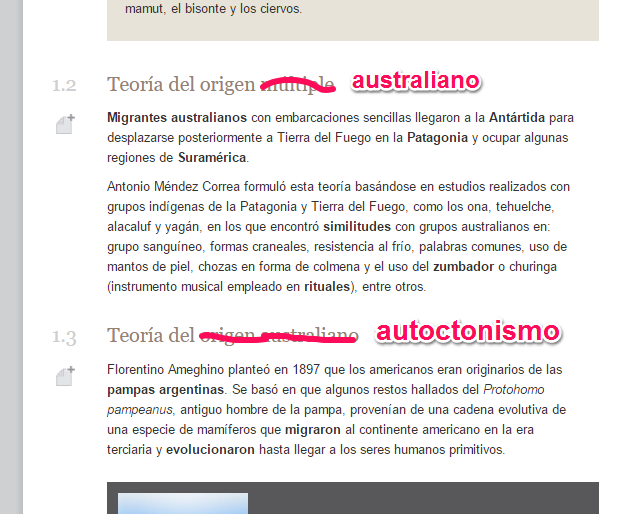 mamut, el bisonte y los ciervos.
1.2 Teoría del origen múltiple australiano
Migrantes australianos con embarcaciones sencillas llegaron a la Antártida para
desplazarse posteriormente a Tierra del Fuego en la Patagonia y ocupar algunas
regiones de Suramérica.
Antonio Méndez Correa formuló esta teoría basándose en estudios realizados con
grupos indígenas de la Patagonia y Tierra del Fuego, como los ona, tehuelche,
alacaluf y yagán, en los que encontró similitudes con grupos australianos en:
grupo sanguíneo, formas craneales, resistencia al frío, palabras comunes, uso de
mantos de piel, chozas en forma de colmena y el uso del zumbador o churinga
(instrumento musical empleado en rituales), entre otros.
1.3 Teoría del origen australiano autoctonismo
Florentino Ameghino planteó en 1897 que los americanos eran originarios de las
pampas argentinas. Se basó en que algunos restos hallados del Protohomo
pampeanus, antiguo hombre de la pampa, provenían de una cadena evolutiva de
una especie de mamíferos que migraron al continente americano en la era
terciaria y evolucionaron hasta llegar a los seres humanos primitivos.